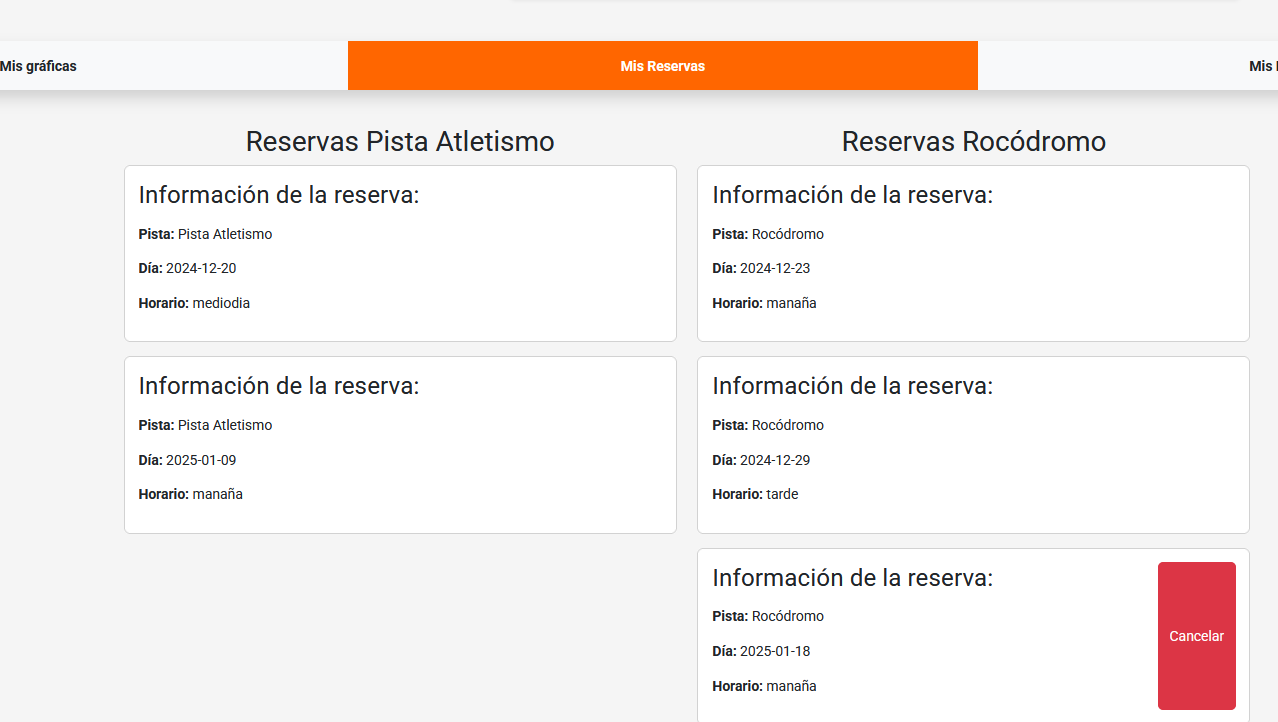 Mis gráficas
Mis Reservas
Mis
Reservas Pista Atletismo
Información de la reserva:
Pista: Pista Atletismo
Día: 2024-12-20
Horario: mediodia
Información de la reserva:
Pista: Pista Atletismo
Día: 2025-01-09
Horario: manaña
Reservas Rocódromo
Información de la reserva:
Pista: Rocódromo
Día: 2024-12-23
Horario: manaña
Información de la reserva:
Pista: Rocódromo
Día: 2024-12-29
Horario: tarde
Información de la reserva:
Pista: Rocódromo
Día: 2025-01-18
Horario: manaña
Cancelar